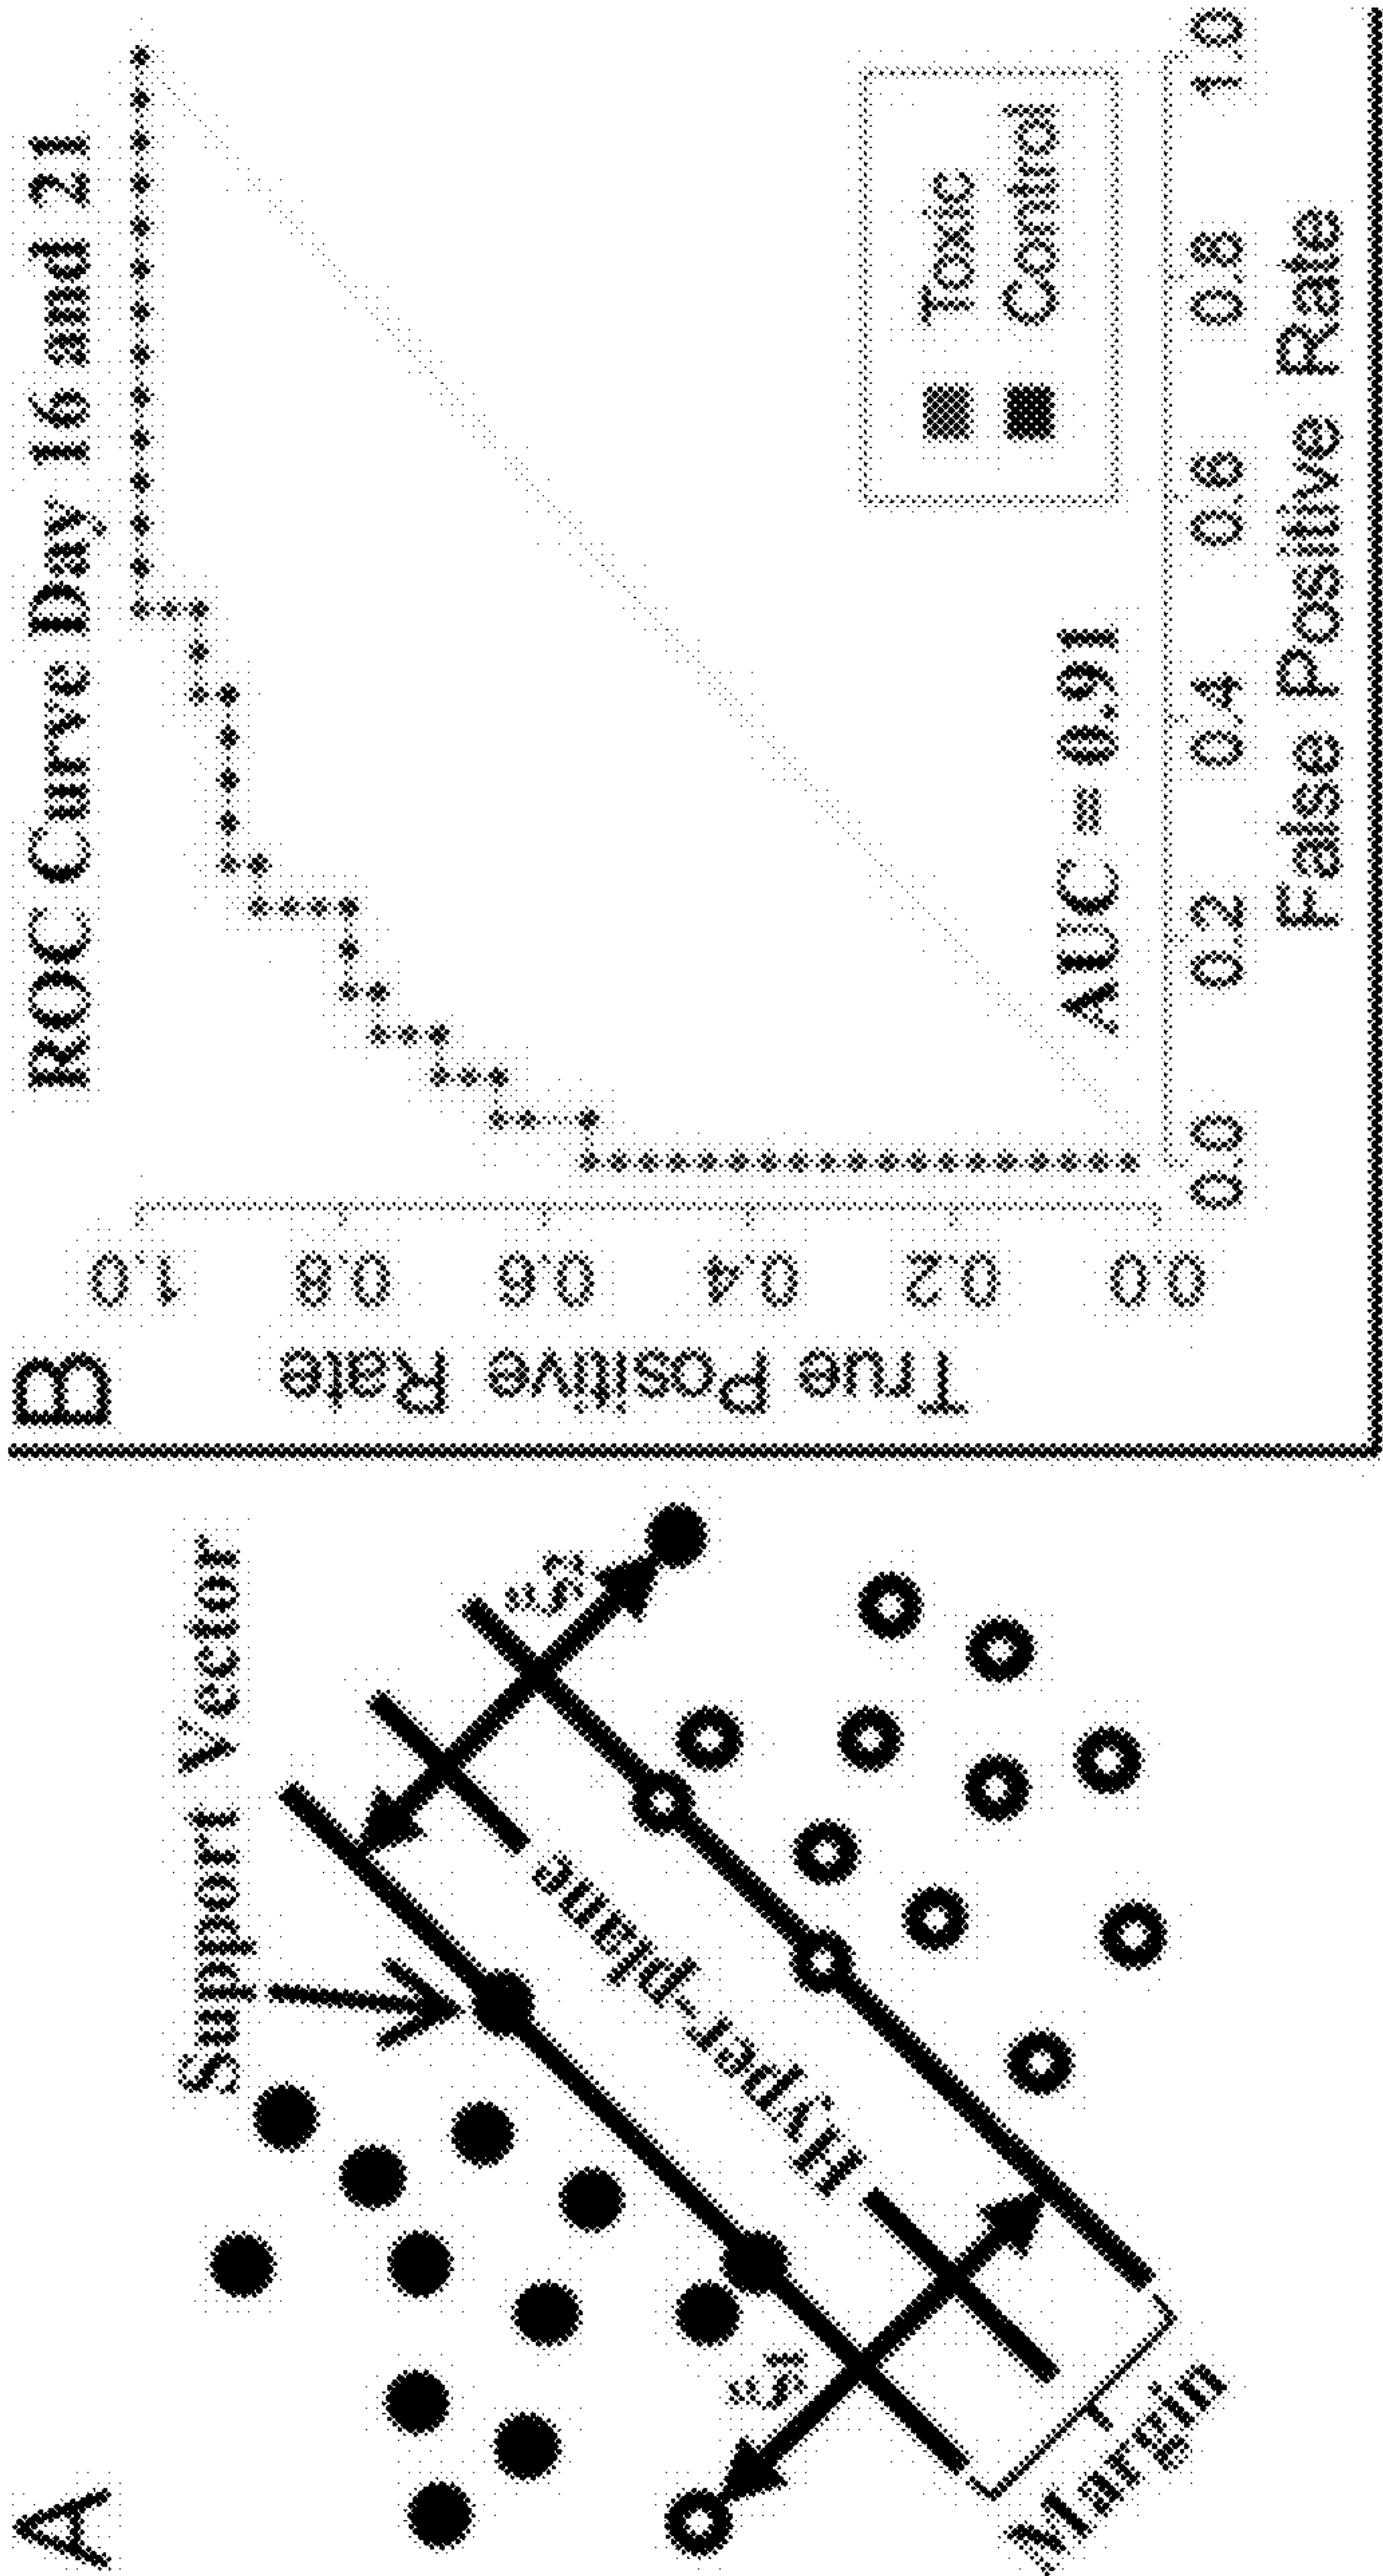 A
Support Vector
ξ2
Hyper-plane
ξ1
Margin
B
ROC Curve Day 16 and 21
True Positive Rate
1.0
0.8
0.6
0.4
0.2
0.0
AUC = 0.91
Toxic
Control
0.0 0.2 0.4 0.6 0.8 1.0
False Positive Rate